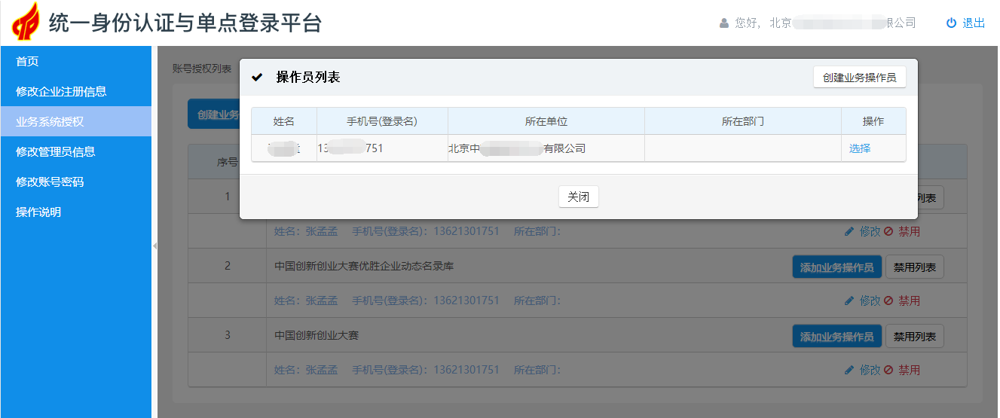 统一身份认证与单点登录平台
您好, 北京 限公司 退出
首页
修改企业注册信息
业务系统授权
修改管理员信息
修改账号密码
操作说明
账号授权列表
操作员列表
创建业务操作员
创建业务
姓名 手机号(登录名) 所在单位 所在部门 操作
13 751 北京中 有限公司 选择
序号
关闭
1 列表
姓名：张孟孟 手机号(登录名)：13621301751 所在部门： 修改 禁用
2 中国创新创业大赛优胜企业动态名录库 添加业务操作员 禁用列表
姓名：张孟孟 手机号(登录名)：13621301751 所在部门： 修改 禁用
3 中国创新创业大赛 添加业务操作员 禁用列表
姓名：张孟孟 手机号(登录名)：13621301751 所在部门： 修改 禁用